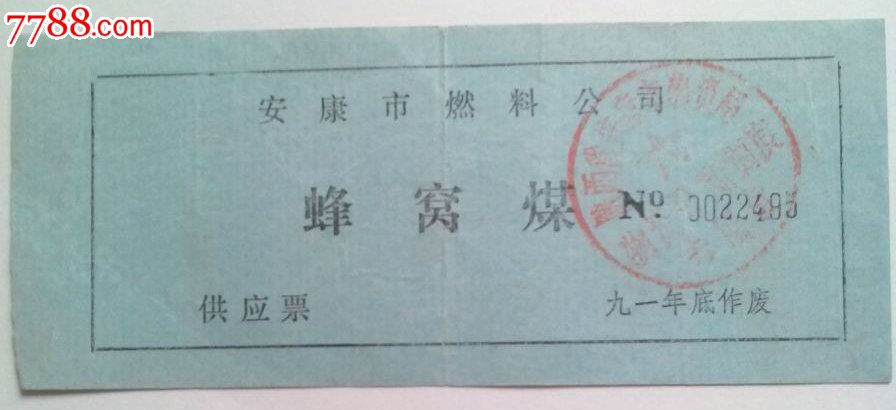 7788.com
安康市燃料公司
蜂窝煤 Nº 0022495
供应票 九一年底作废